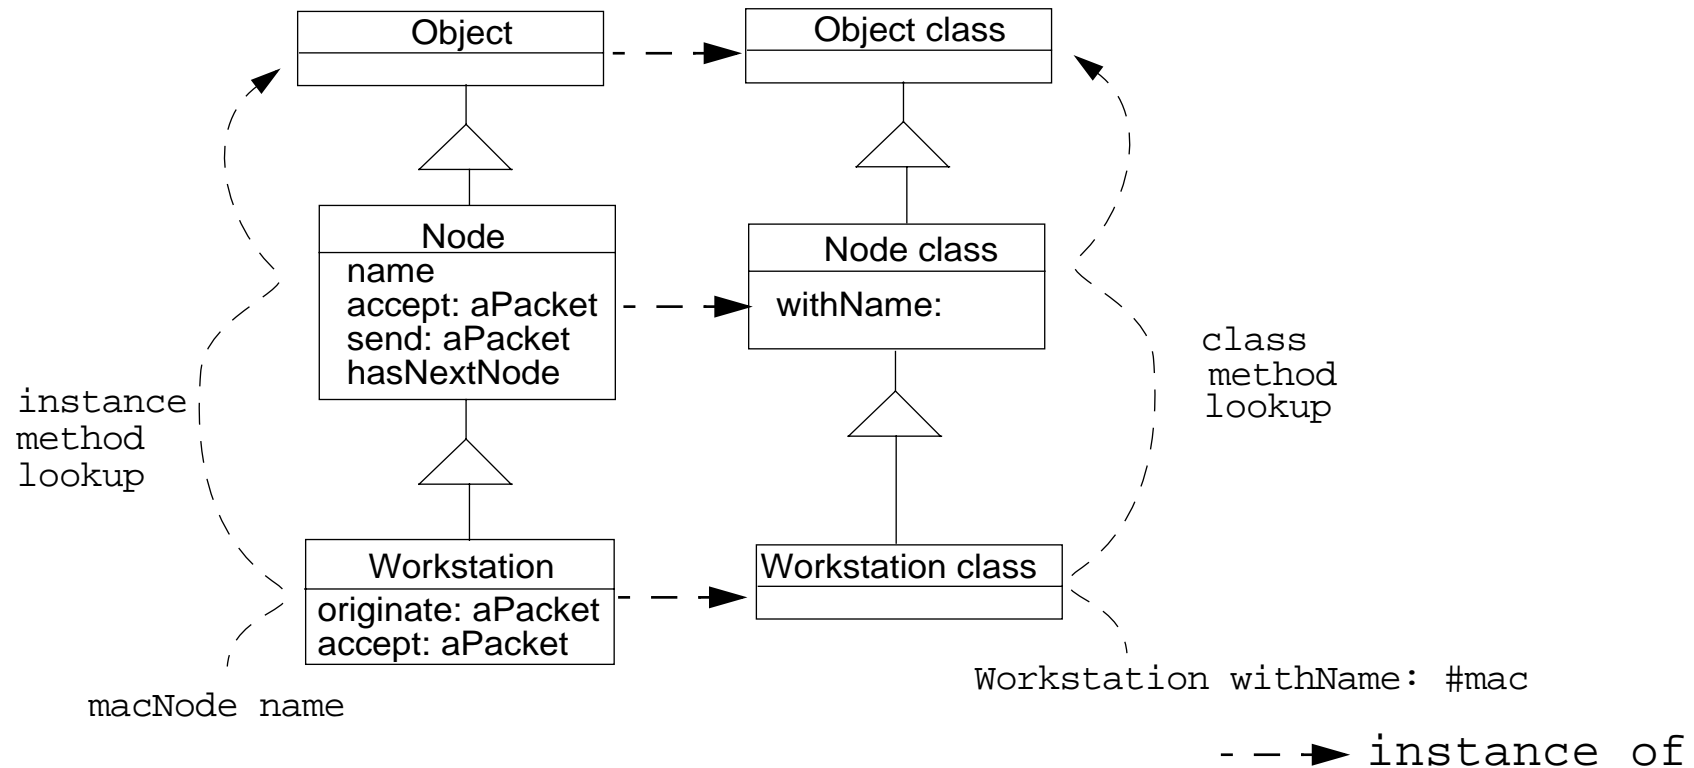 Object
Object class
Node
name
accept: aPacket
send: aPacket
hasNextNode
Node class
withName:
instance
method
lookup
class
method
lookup
Workstation
originate: aPacket
accept: aPacket
Workstation class
macNode name
Workstation withName: #mac
instance of